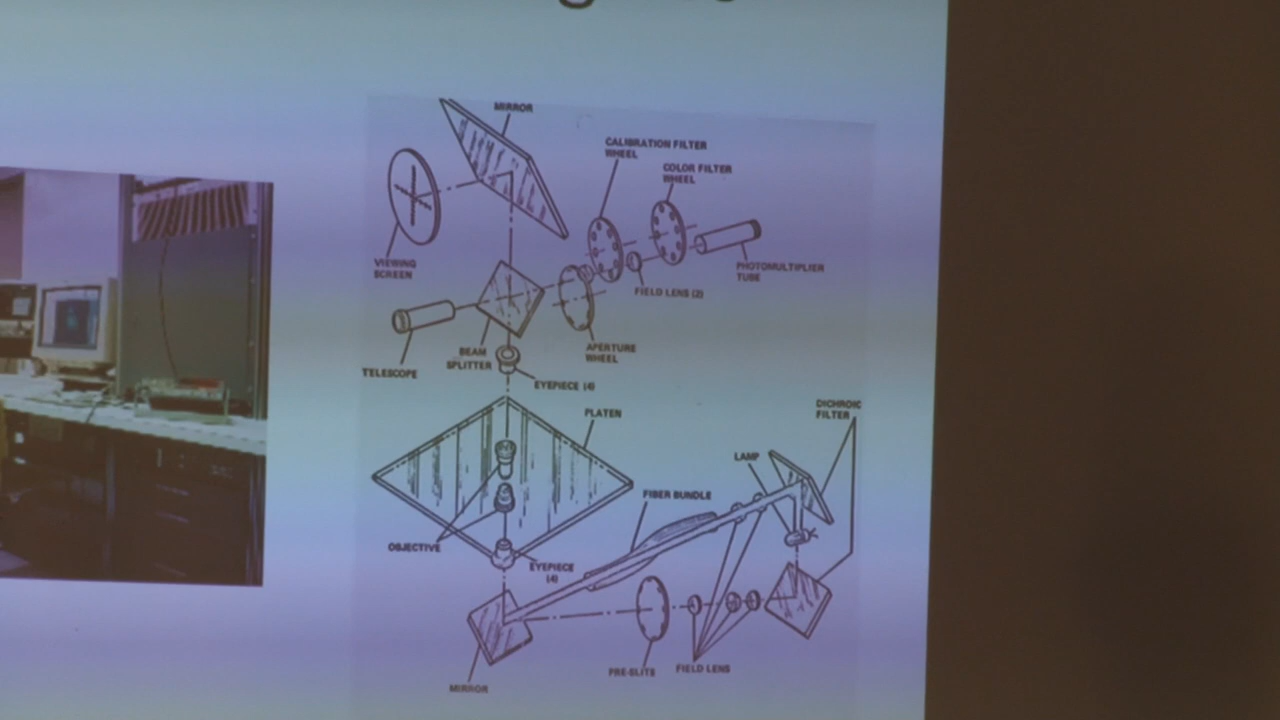 MIRROR
CALIBRATION FILTER
WHEEL
COLOR FILTER
WHEEL
VIEWING
SCREEN
PHOTOMULTIPLIER
TUBE
FIELD LENS (2)
BEAM
SPLITTER
APERTURE
WHEEL
TELESCOPE
EYEPIECE (4)
PLATEN
DICHROIC
FILTER
LAMP
FIBER BUNDLE
OBJECTIVE
EYEPIECE
(4)
PRE-SLITS
FIELD LENS
MIRROR